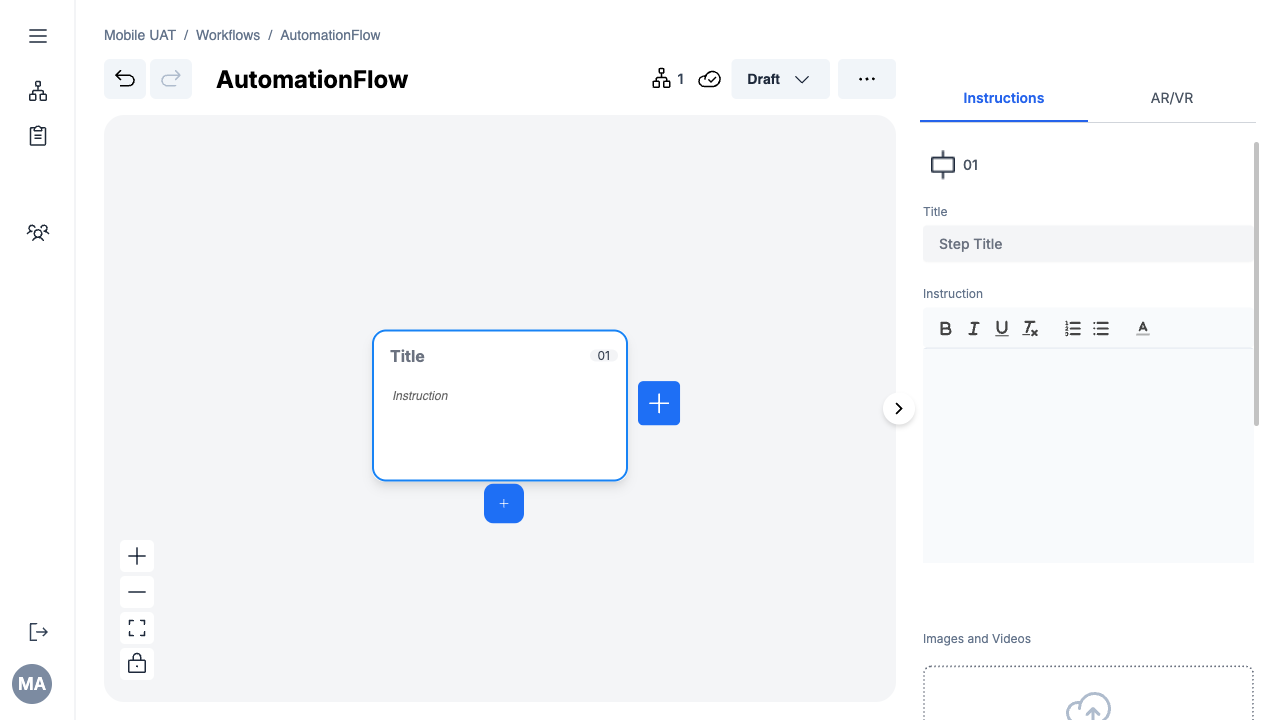 Mobile UAT / Workflows / AutomationFlow
AutomationFlow
1
Draft
Instructions
AR/VR
Title
01
Instruction
01
Title
Step Title
Instruction
Images and Videos
MA